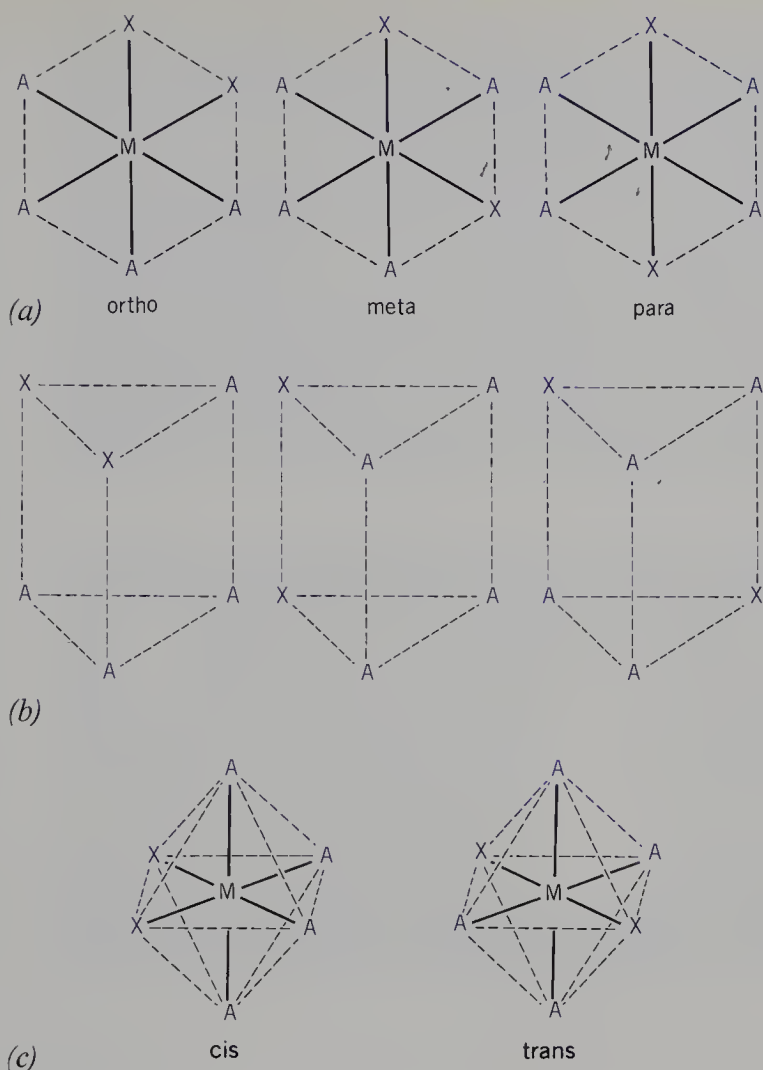 X X X
A X A A A A
M M M
A A A X A A
A A X
(a) ortho meta para
X A X A X A
X A A
A A X A A X
A A A
(b)
A A
X A X A
M M
X A A X
A A
(c) cis trans